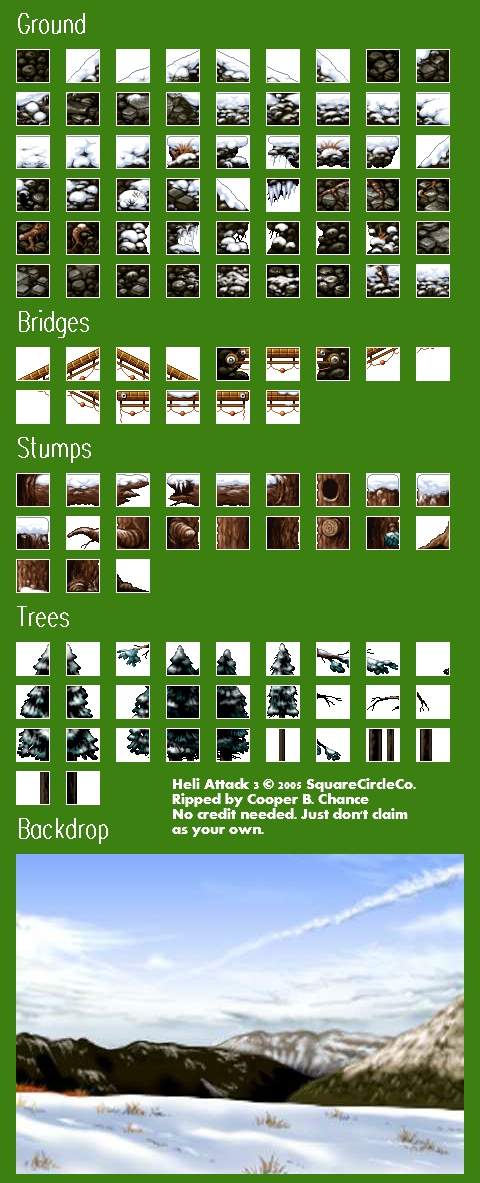 Ground
Bridges
Stumps
Trees
Heli Attack 3 © 2005 SquareCircleCo.
Ripped by Cooper B. Chance
No credit needed. Just don't claim
as your own.
Backdrop